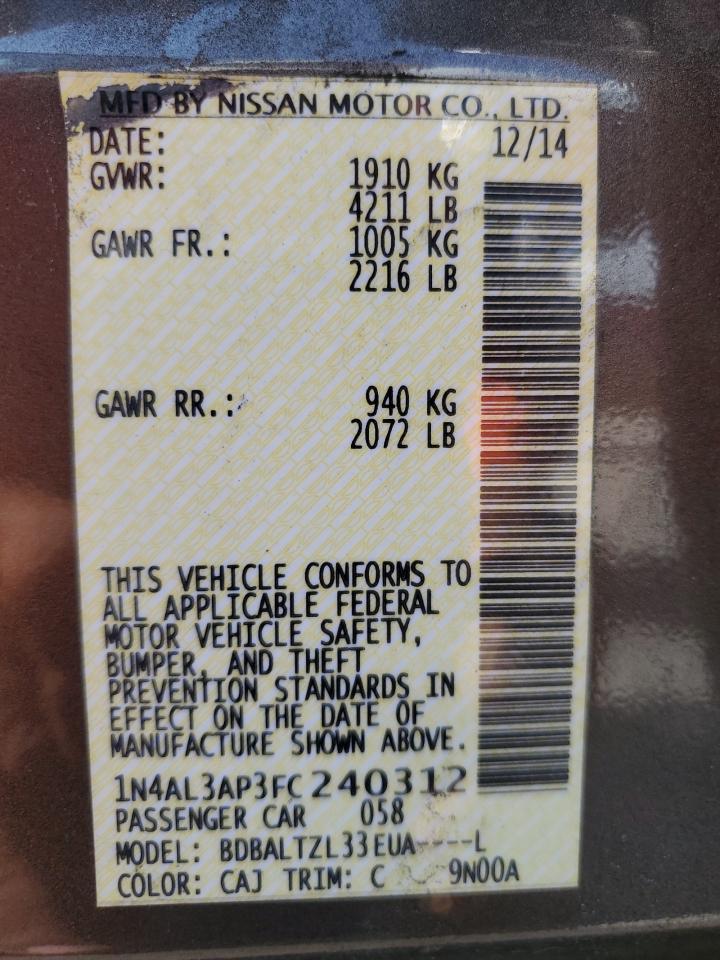 MFD BY NISSAN MOTOR CO., LTD.
DATE: 12/14
GVWR: 1910 KG
4211 LB
GAWR FR.: 1005 KG
2216 LB
GAWR RR.: 940 KG
2072 LB
THIS VEHICLE CONFORMS TO
ALL APPLICABLE FEDERAL
MOTOR VEHICLE SAFETY,
BUMPER, AND THEFT
PREVENTION STANDARDS IN
EFFECT ON THE DATE OF
MANUFACTURE SHOWN ABOVE.
1N4AL3AP3FC240312
PASSENGER CAR 058
MODEL: BDBALTZL33EUA----L
COLOR: CAJ TRIM: C 9N00A